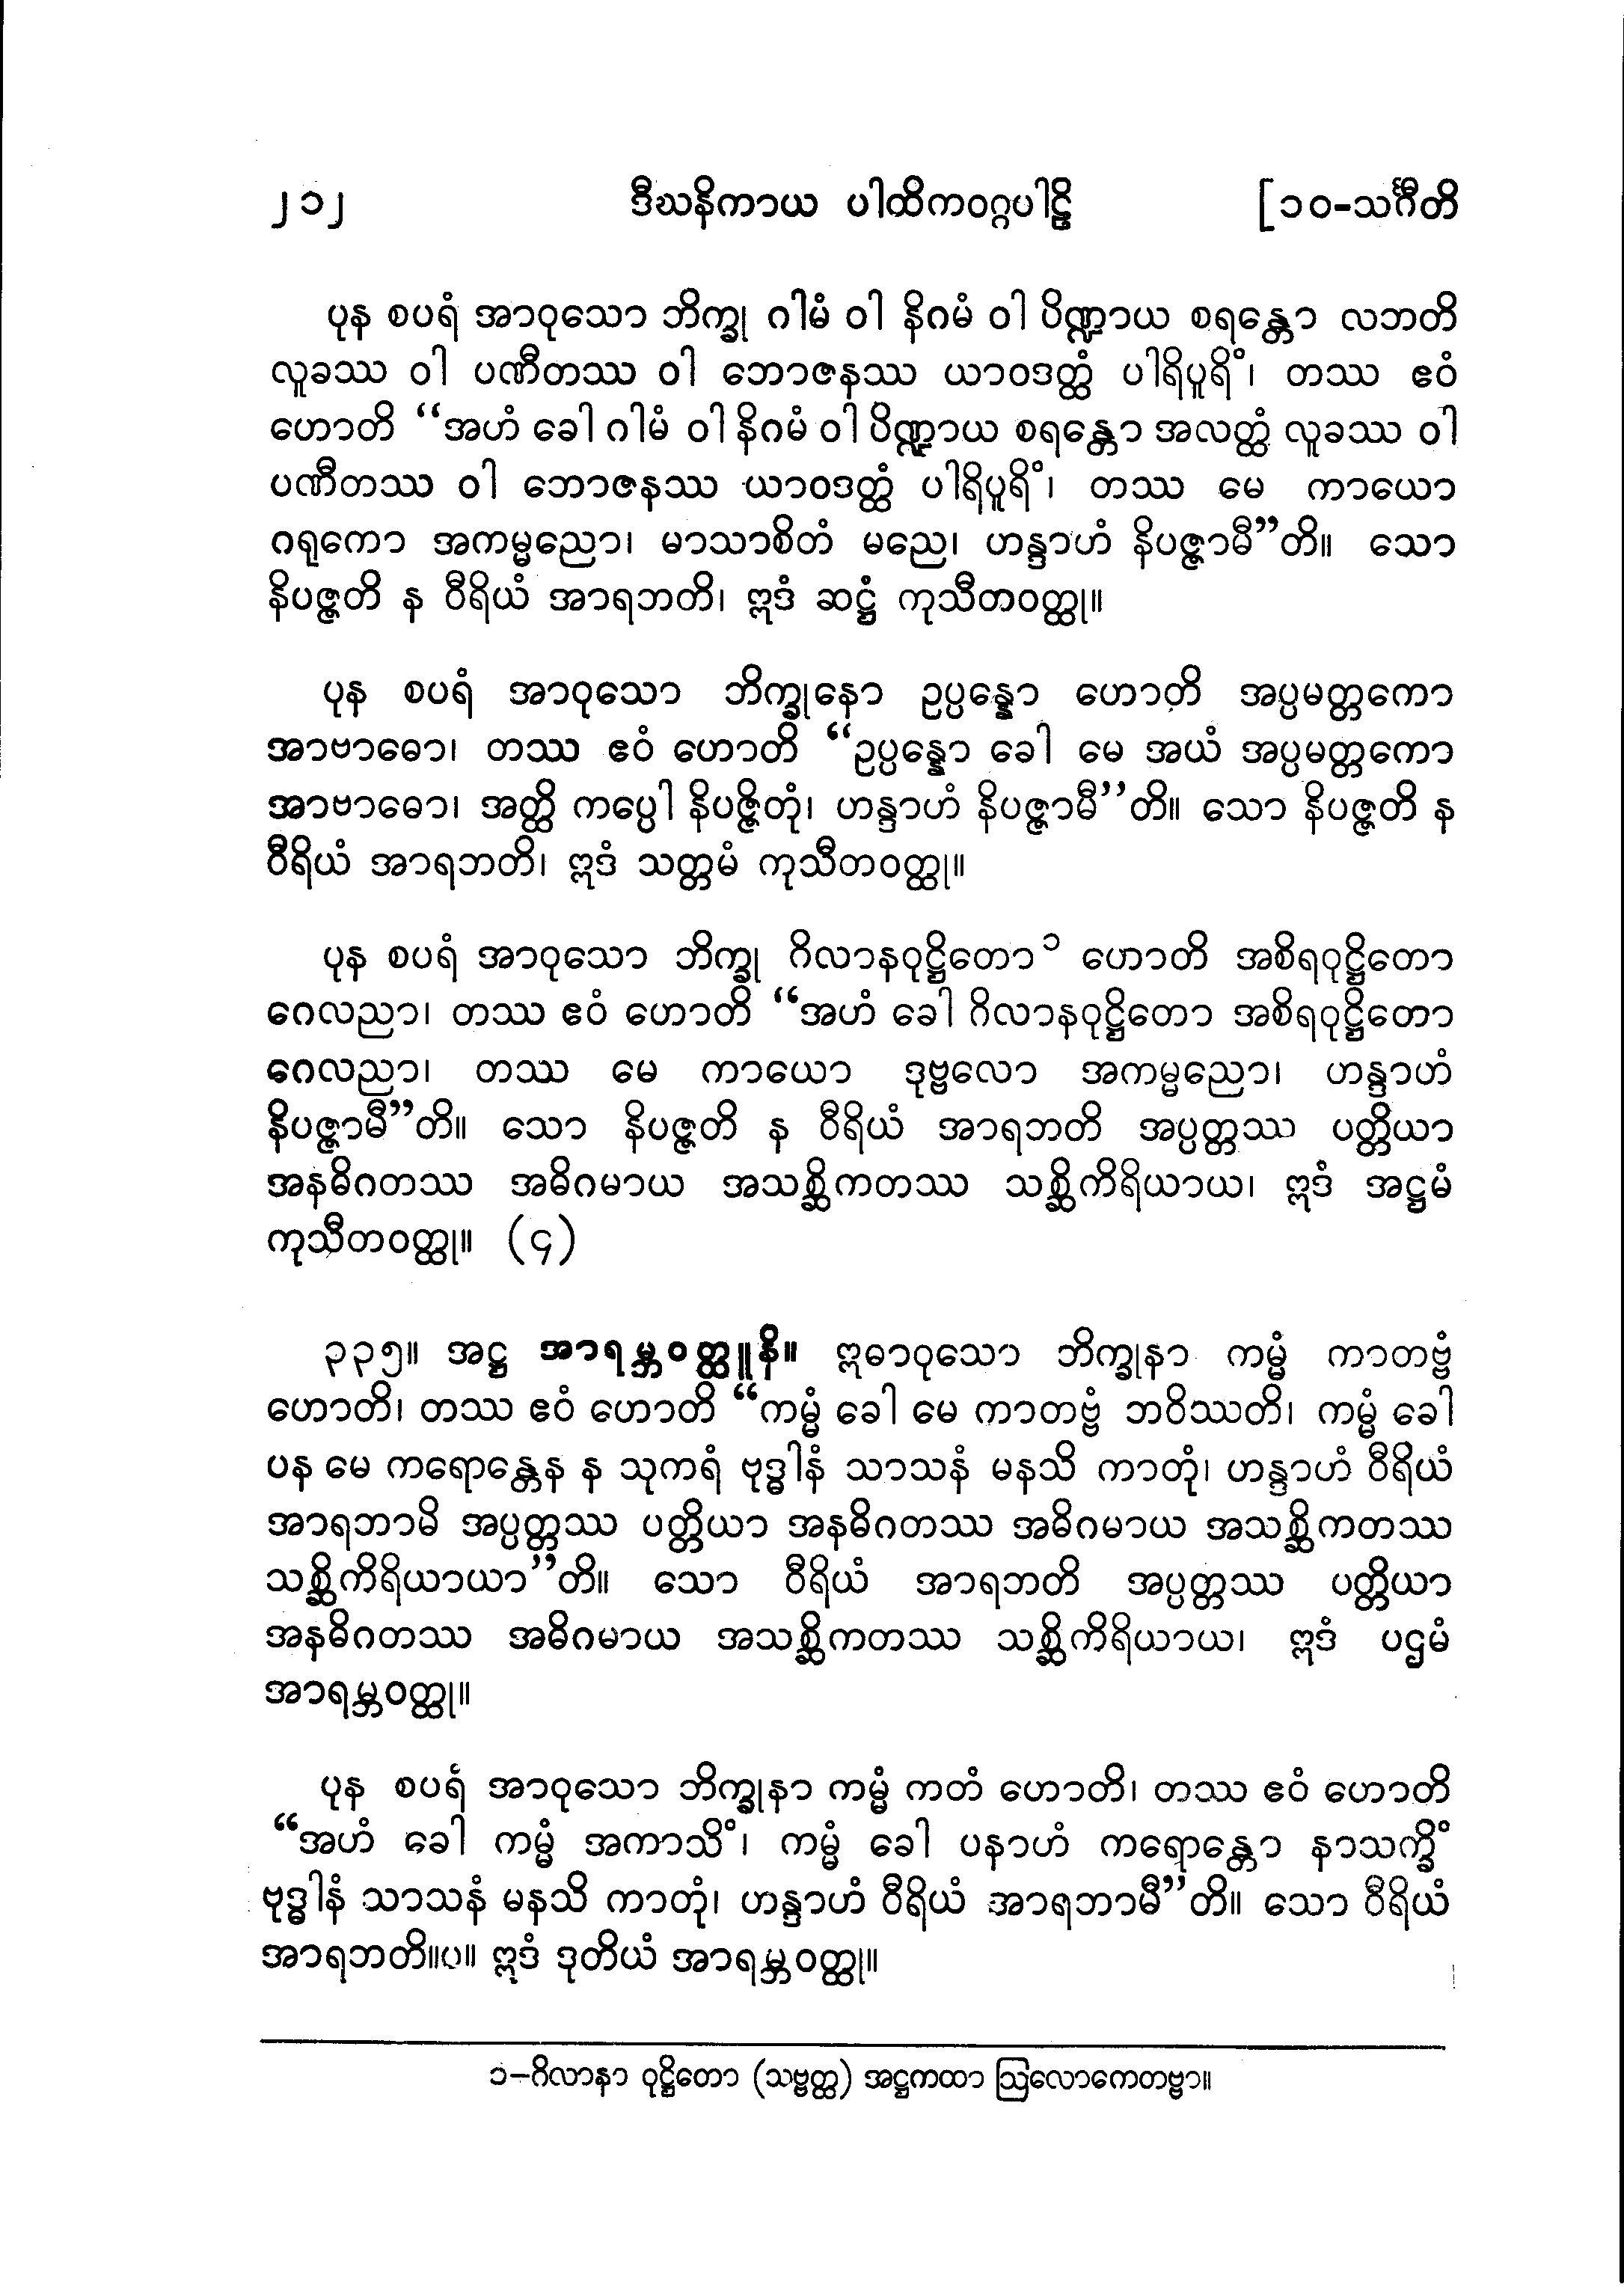 ၂၁၂ ဒီဃနိကာယ ပါထိကဝဂ္ဂပါဠိ [၁၀-သင်္ဂီတိ
ပုန စပရံ အာဝုသော ဘိက္ခု ဂါမံ ဝါ နိဂမံ ဝါ ပိဏ္ဍာယ စရန္တော လဘတိ
လူခဿ ဝါ ပဏီတဿ ဝါ ဘောဇနဿ ယာဝဒတ္ထံ ပါရိပူရိံ၊ တဿ ဧဝံ
ဟောတိ “အဟံ ခေါ ဂါမံ ဝါ နိဂမံ ဝါ ပိဏ္ဍာယ စရန္တော အလတ္ထံ လူခဿ ဝါ
ပဏီတဿ ဝါ ဘောဇနဿ ယာဝဒတ္ထံ ပါရိပူရိံ၊ တဿ မေ ကာယော
ဂရုကော အကမ္မညော၊ မာသာစိတံ မညေ၊ ဟန္ဒာဟံ နိပဇ္ဇာမီ”တိ။ သော
နိပဇ္ဇတိ န ဝီရိယံ အာရဘတိ၊ ဣဒံ ဆဋ္ဌံ ကုသီတဝတ္ထု။
ပုန စပရံ အာဝုသော ဘိက္ခုနော ဥပ္ပန္နော ဟောတိ အပ္ပမတ္တကော
အာဗာဓော၊ တဿ ဧဝံ ဟောတိ “ဥပ္ပန္နော ခေါ မေ အယံ အပ္ပမတ္တကော
အာဗာဓော၊ အတ္ထိ ကပ္ပေါ နိပဇ္ဇိတုံ၊ ဟန္ဒာဟံ နိပဇ္ဇာမီ”တိ။ သော နိပဇ္ဇတိ န
ဝီရိယံ အာရဘတိ၊ ဣဒံ သတ္တမံ ကုသီတဝတ္ထု။
ပုန စပရံ အာဝုသော ဘိက္ခု ဂိလာနဝုဋ္ဌိတော ၁ ဟောတိ အစိရဝုဋ္ဌိတော
ဂေလညာ၊ တဿ ဧဝံ ဟောတိ “အဟံ ခေါ ဂိလာနဝုဋ္ဌိတော အစိရဝုဋ္ဌိတော
ဂေလညာ၊ တဿ မေ ကာယော ဒုဗ္ဗလော အကမ္မညော၊ ဟန္ဒာဟံ
နိပဇ္ဇာမီ”တိ။ သော နိပဇ္ဇတိ န ဝီရိယံ အာရဘတိ အပ္ပတ္တဿ ပတ္တိယာ
အနဓိဂတဿ အဓိဂမာယ အသစ္ဆိကတဿ သစ္ဆိကိရိယာယ၊ ဣဒံ အဋ္ဌမံ
ကုသီတဝတ္ထု။ (၄)
၃၃၅။ အဋ္ဌ အာရမ္ဘဝတ္ထူနိ။ ဣဓာဝုသော ဘိက္ခုနာ ကမ္မံ ကာတဗ္ဗံ
ဟောတိ၊ တဿ ဧဝံ ဟောတိ “ကမ္မံ ခေါ မေ ကာတဗ္ဗံ ဘဝိဿတိ၊ ကမ္မံ ခေါ
ပန မေ ကရောန္တေန န သုကရံ ဗုဒ္ဓါနံ သာသနံ မနသိ ကာတုံ၊ ဟန္ဒာဟံ ဝီရိယံ
အာရဘာမိ အပ္ပတ္တဿ ပတ္တိယာ အနဓိဂတဿ အဓိဂမာယ အသစ္ဆိကတဿ
သစ္ဆိကိရိယာယာ”တိ။ သော ဝီရိယံ အာရဘတိ အပ္ပတ္တဿ ပတ္တိယာ
အနဓိဂတဿ အဓိဂမာယ အသစ္ဆိကတဿ သစ္ဆိကိရိယာယ၊ ဣဒံ ပဌမံ
အာရမ္ဘဝတ္ထု။
ပုန စပရံ အာဝုသော ဘိက္ခုနာ ကမ္မံ ကတံ ဟောတိ၊ တဿ ဧဝံ ဟောတိ
“အဟံ ခေါ ကမ္မံ အကာသိံ၊ ကမ္မံ ခေါ ပနာဟံ ကရောန္တော နာသက္ခိံ
ဗုဒ္ဓါနံ သာသနံ မနသိ ကာတုံ၊ ဟန္ဒာဟံ ဝီရိယံ အာရဘာမီ”တိ။ သော ဝီရိယံ
အာရဘတိ။ပ။ ဣဒံ ဒုတိယံ အာရမ္ဘဝတ္ထု။
၁-ဂိလာနာ ဝုဋ္ဌိတော (သဗ္ဗတ္ထ) အဋ္ဌကထာ ဩလောကေတဗ္ဗာ။